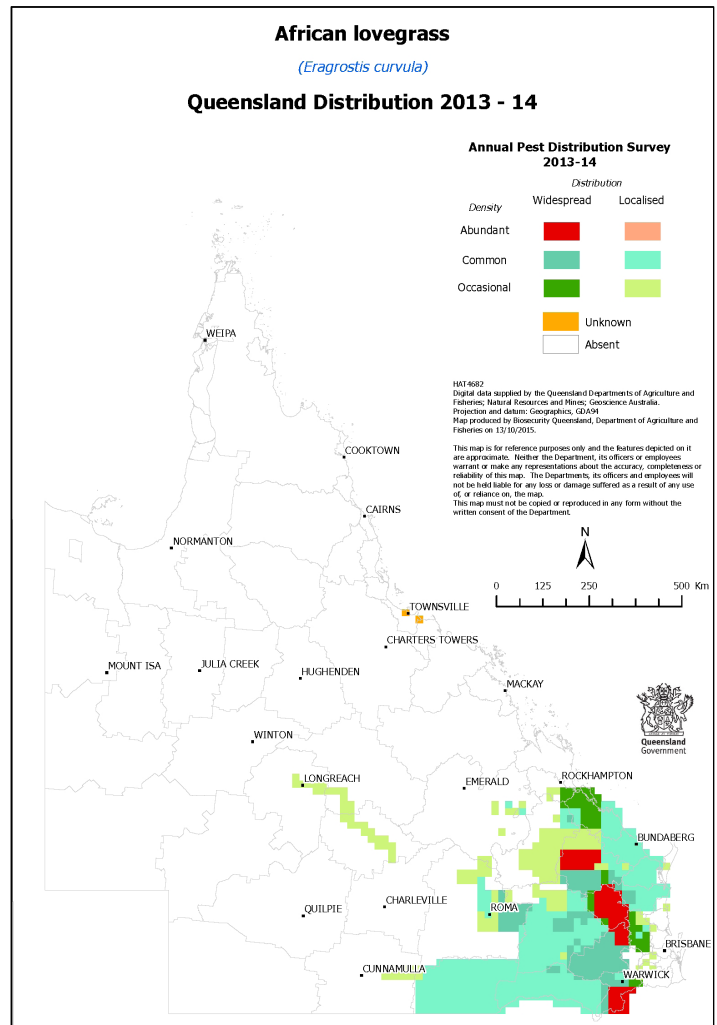 African lovegrass
(Eragrostis curvula)
Queensland Distribution 2013 - 14
Annual Pest Distribution Survey
2013-14
Distribution
Density
Widespread
Localised
Abundant
Common
Occasional
Unknown
Absent
HAT4682
Digital data supplied by the Queensland Departments of Agriculture and
Fisheries; Natural Resources and Mines; Geoscience Australia.
Projection and datum: Geographics, GDA94
Map produced by Biosecurity Queensland, Department of Agriculture and
Fisheries on 13/10/2015.
This map is for reference purposes only and the features depicted on it
are approximate. Neither the Department, its officers or employees
warrant or make any representations about the accuracy, completeness or
reliability of this map. The Departments, its officers and employees will
not be held liable for any loss or damage suffered as a result of any use
of, or reliance on, the map.
This map must not be copied or reproduced in any form without the
written consent of the Department.
N
0 125 250 500 Km
WEIPA
COOKTOWN
CAIRNS
NORMANTON
TOWNSVILLE
CHARTERS TOWERS
MOUNT ISA
JULIA CREEK
HUGHENDEN
MACKAY
Queensland
Government
WINTON
LONGREACH
EMERALD
ROCKHAMPTON
BUNDABERG
QUILPIE
CHARLEVILLE
ROMA
BRISBANE
CUNNAMULLA
WARWICK